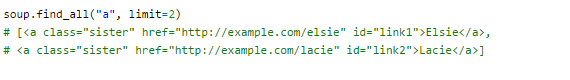 soup.find_all("a", limit=2)
# [<a class="sister" href="http://example.com/elsie" id="link1">Elsie</a>,
# <a class="sister" href="http://example.com/lacie" id="link2">Lacie</a>]